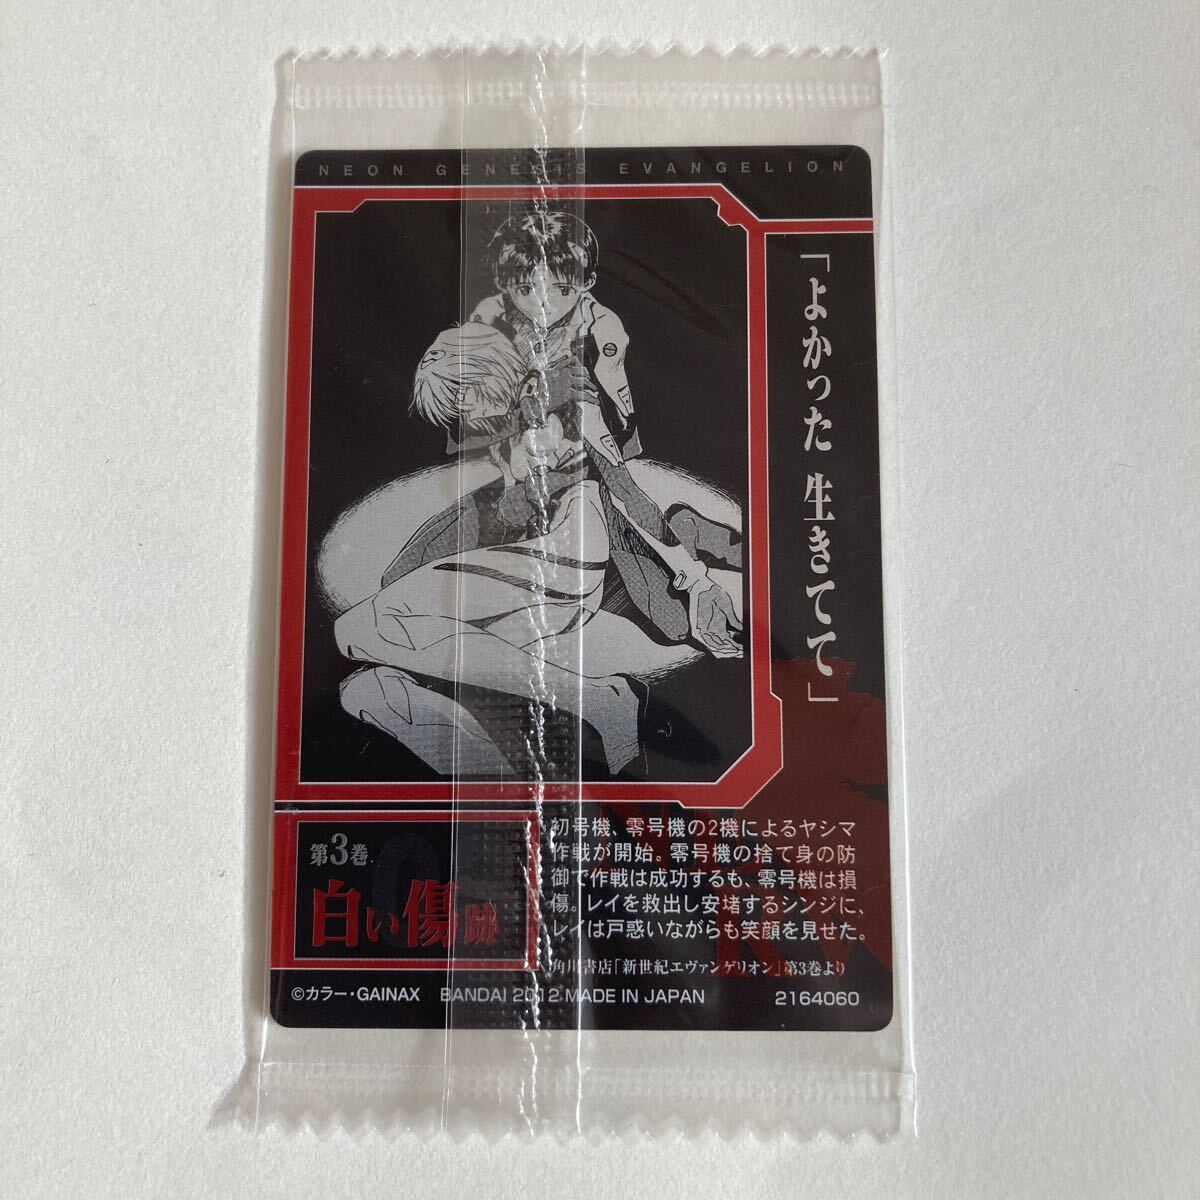 NEON GENESIS EVANGELION
「よかった 生きてて」
第3巻
白い傷跡
初号機、零号機の2機によるヤシマ
作戦が開始。零号機の捨て身の防
御で作戦は成功するも、零号機は損
傷。レイを救出し安堵するシンジに、
レイは戸惑いながらも笑顔を見せた。
角川書店「新世紀エヴァンゲリオン」第3巻より
©カラー・GAINAX BANDAI 2012 MADE IN JAPAN 2164060